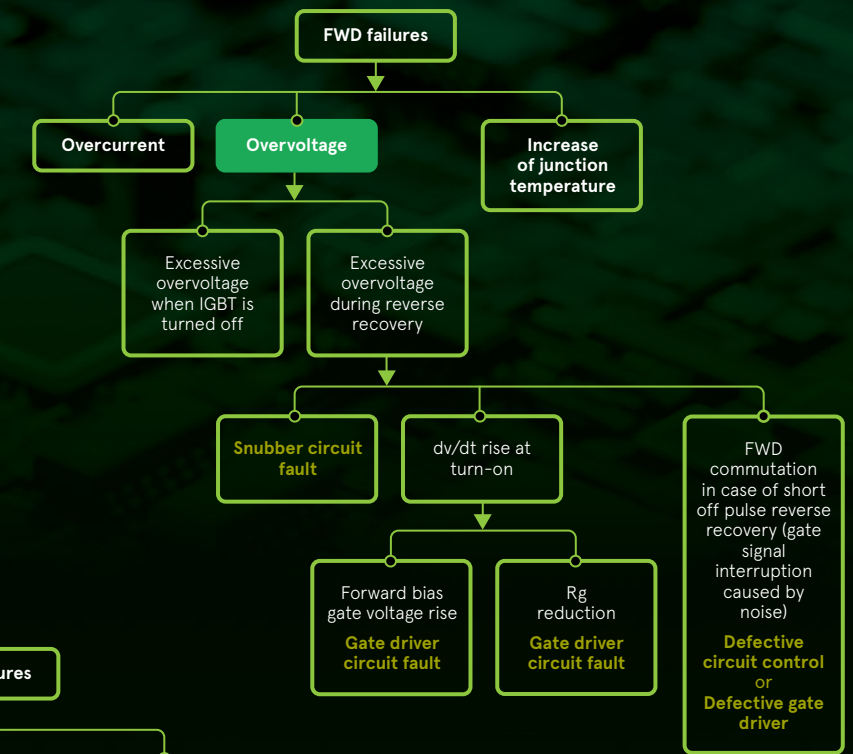 FWD failures
Overcurrent
Overvoltage
Increase
of junction
temperature
Excessive
overvoltage
when IGBT is
turned off
Excessive
overvoltage
during reverse
recovery
Snubber circuit
fault
dv/dt rise at
turn-on
FWD
commutation
in case of short
off pulse reverse
recovery (gate
signal
interruption
caused by
noise)
Defective
circuit control
or
Defective gate
driver
Forward bias
gate voltage rise
Gate driver
circuit fault
Rg
reduction
Gate driver
circuit fault
ures